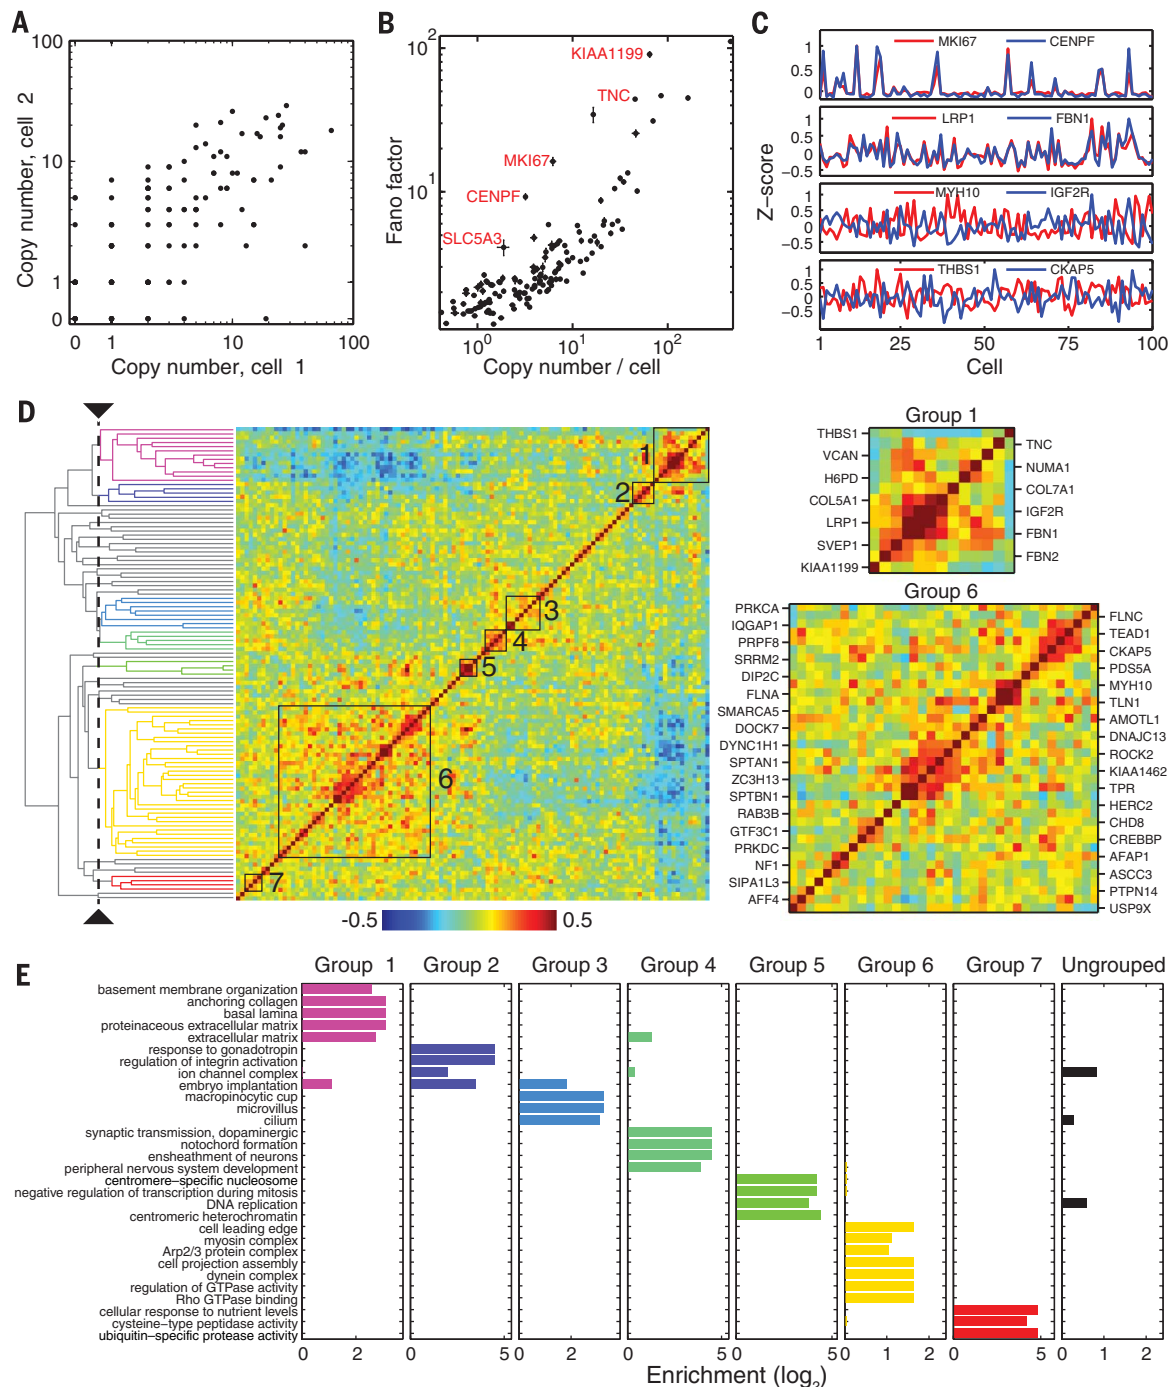 A
100
10
1
0
0
1
10
100
Copy number, cell 2
Copy number, cell 1
B
10²
10¹
KIAA1199
TNC
MKI67
CENPF
SLC5A3
Fano factor
10⁰
10¹
10²
Copy number / cell
C
MKI67
CENPF
1
0.5
0
LRP1
FBN1
1
0.5
0
−0.5
MYH10
IGF2R
1
0.5
0
−0.5
THBS1
CKAP5
1
0.5
0
−0.5
Z-score
1
25
50
75
100
Cell
D
1
2
3
4
5
6
7
-0.5
0.5
Group 1
THBS1
VCAN
H6PD
COL5A1
LRP1
SVEP1
KIAA1199
TNC
NUMA1
COL7A1
IGF2R
FBN1
FBN2
Group 6
PRKCA
IQGAP1
PRPF8
SRRM2
DIP2C
FLNA
SMARCA5
DOCK7
DYNC1H1
SPTAN1
ZC3H13
SPTBN1
RAB3B
GTF3C1
PRKDC
NF1
SIPA1L3
AFF4
FLNC
TEAD1
CKAP5
PDS5A
MYH10
TLN1
AMOTL1
DNAJC13
ROCK2
KIAA1462
TPR
HERC2
CHD8
CREBBP
AFAP1
ASCC3
PTPN14
USP9X
E
Group 1
Group 2
Group 3
Group 4
Group 5
Group 6
Group 7
Ungrouped
basement membrane organization
anchoring collagen
basal lamina
proteinaceous extracellular matrix
extracellular matrix
response to gonadotropin
regulation of integrin activation
ion channel complex
embryo implantation
macropinocytic cup
microvillus
cilium
synaptic transmission, dopaminergic
notochord formation
ensheathment of neurons
peripheral nervous system development
centromere−specific nucleosome
negative regulation of transcription during mitosis
DNA replication
centromeric heterochromatin
cell leading edge
myosin complex
Arp2/3 protein complex
cell projection assembly
dynein complex
regulation of GTPase activity
Rho GTPase binding
cellular response to nutrient levels
cysteine−type peptidase activity
ubiquitin−specific protease activity
0 2
0 5
0 2
0 5
0 5
0 1 2
0 5
0 1 2
Enrichment (log₂)